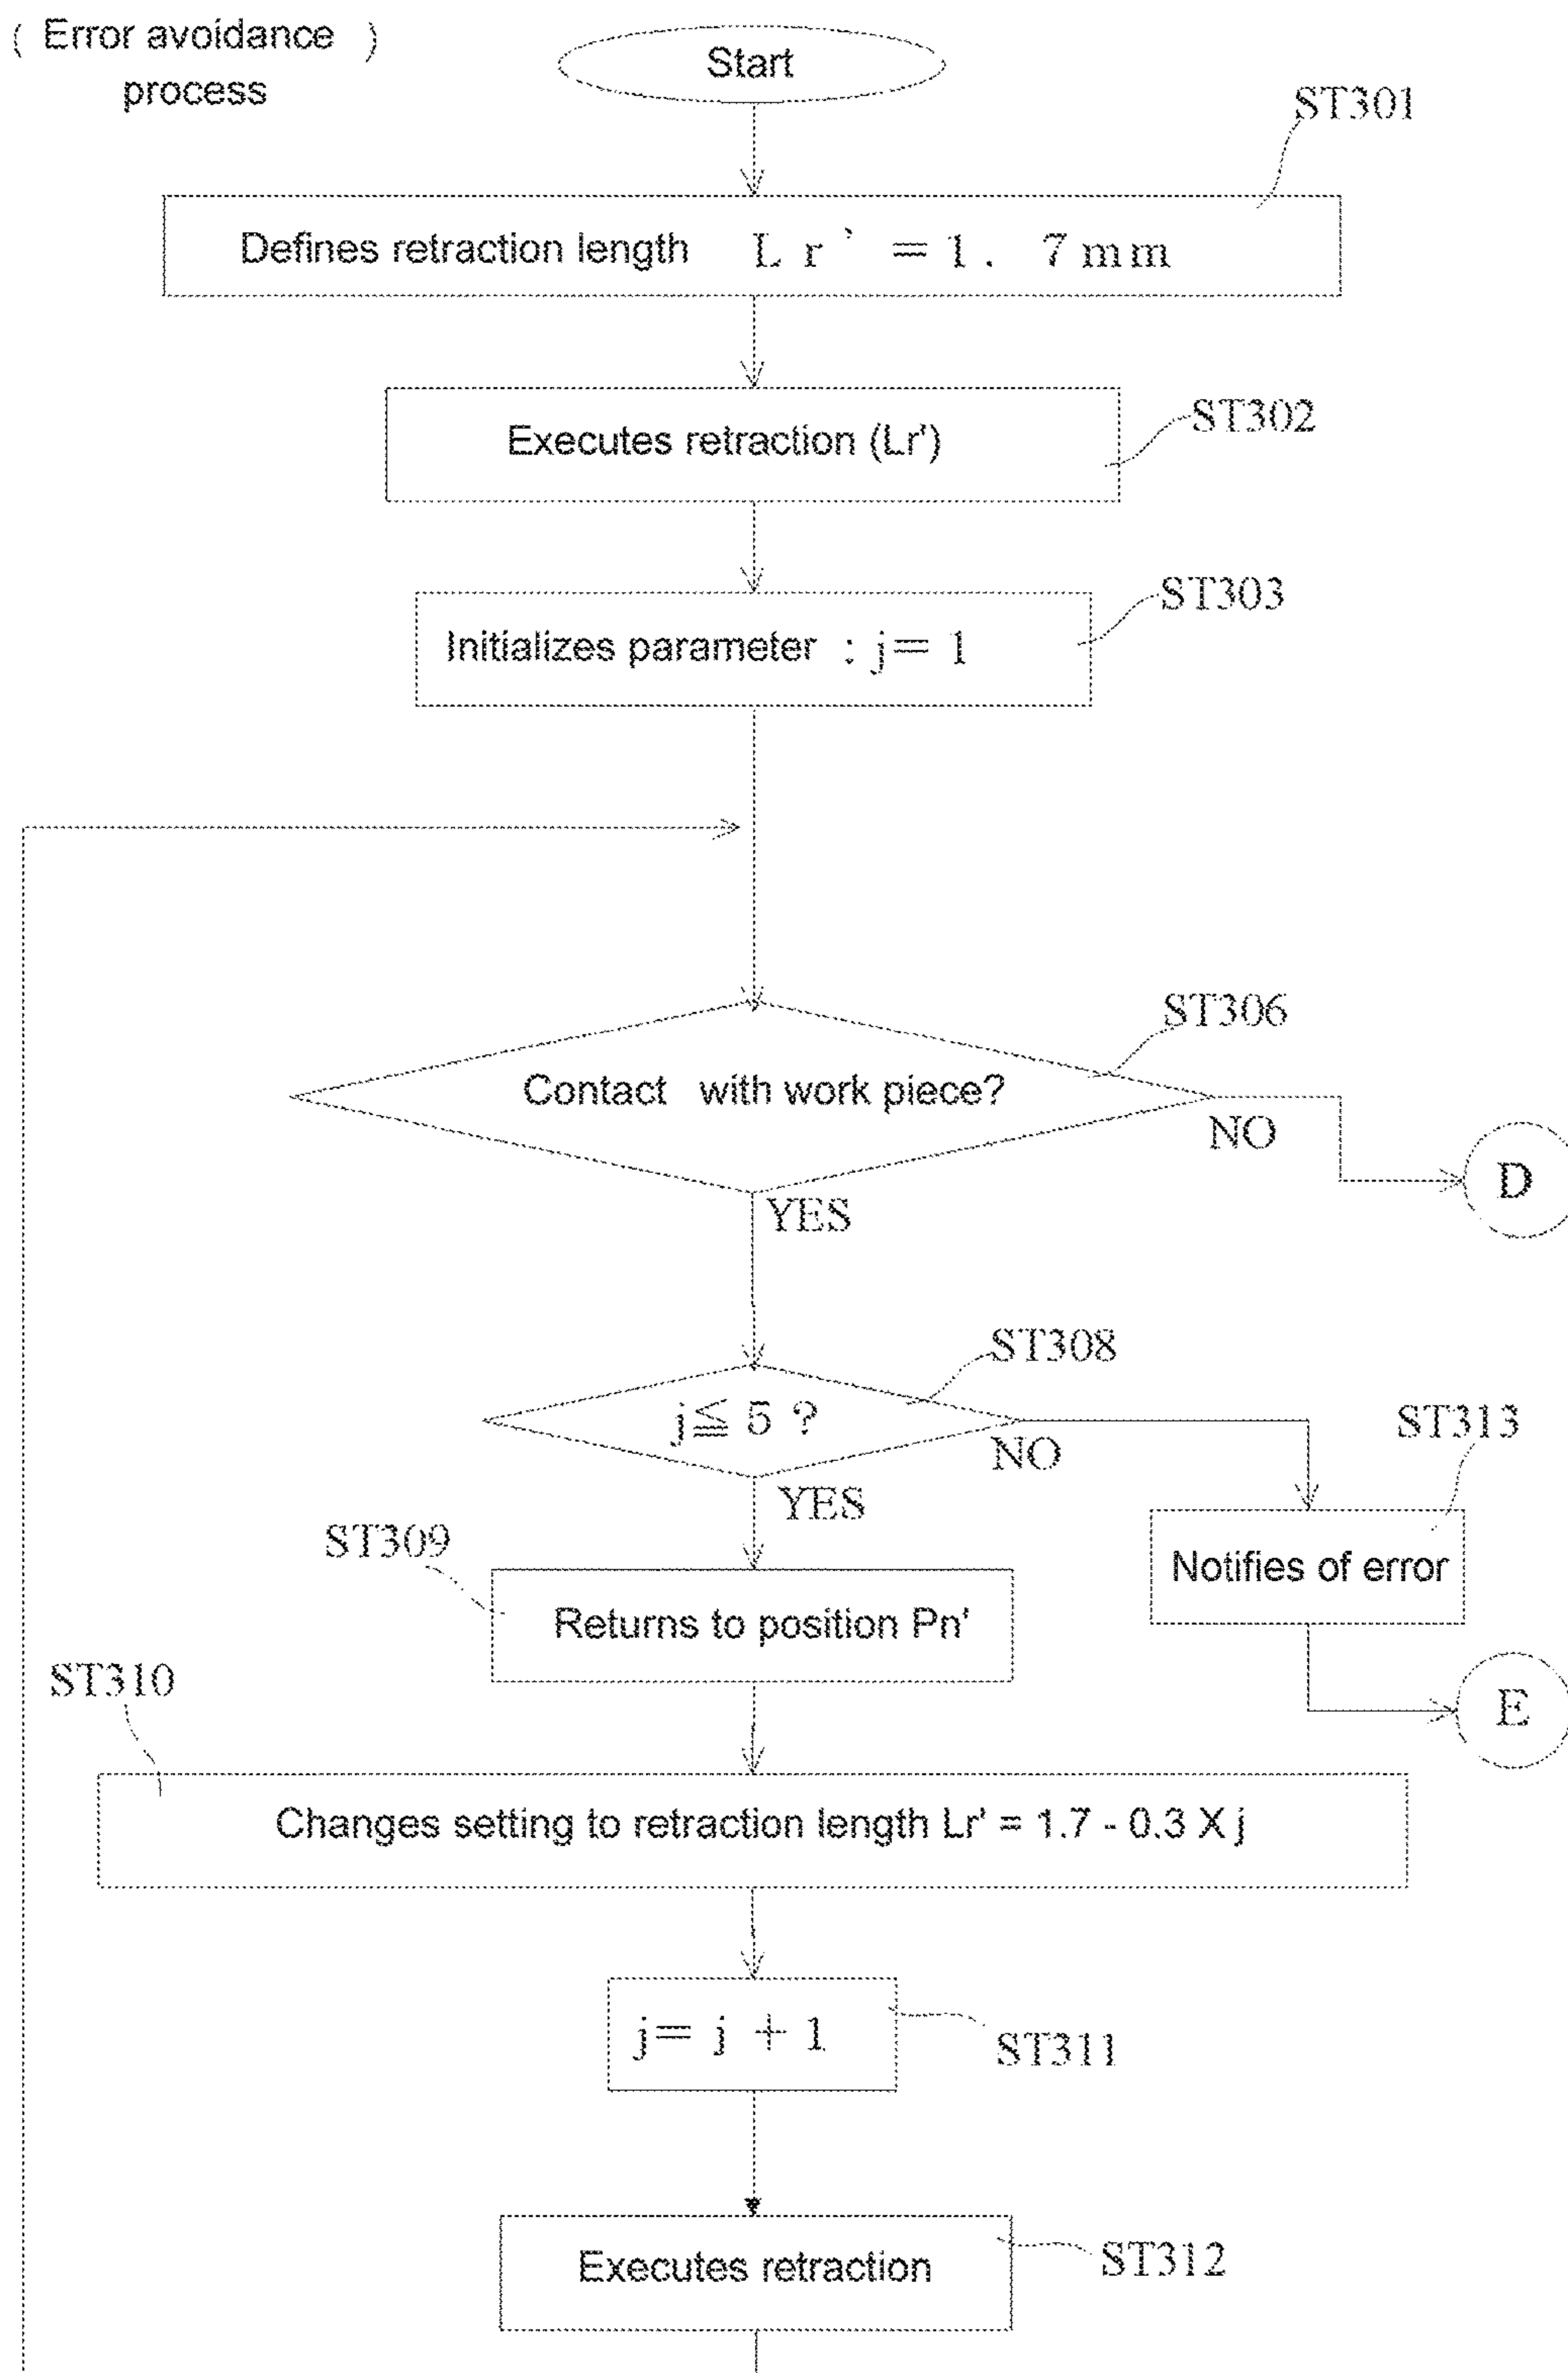 ( Error avoidance )
process
Start
ST301
Defines retraction length Lr' = 1. 7mm
ST302
Executes retraction (Lr')
ST303
Initializes parameter : j= 1
ST306
Contact with work piece?
NO
D
YES
ST308
j≦ 5 ?
NO
ST313
YES
ST309
Notifies of error
Returns to position Pn'
ST310
E
Changes setting to retraction length Lr' = 1.7 - 0.3 X j
j= j + 1
ST311
Executes retraction
ST312